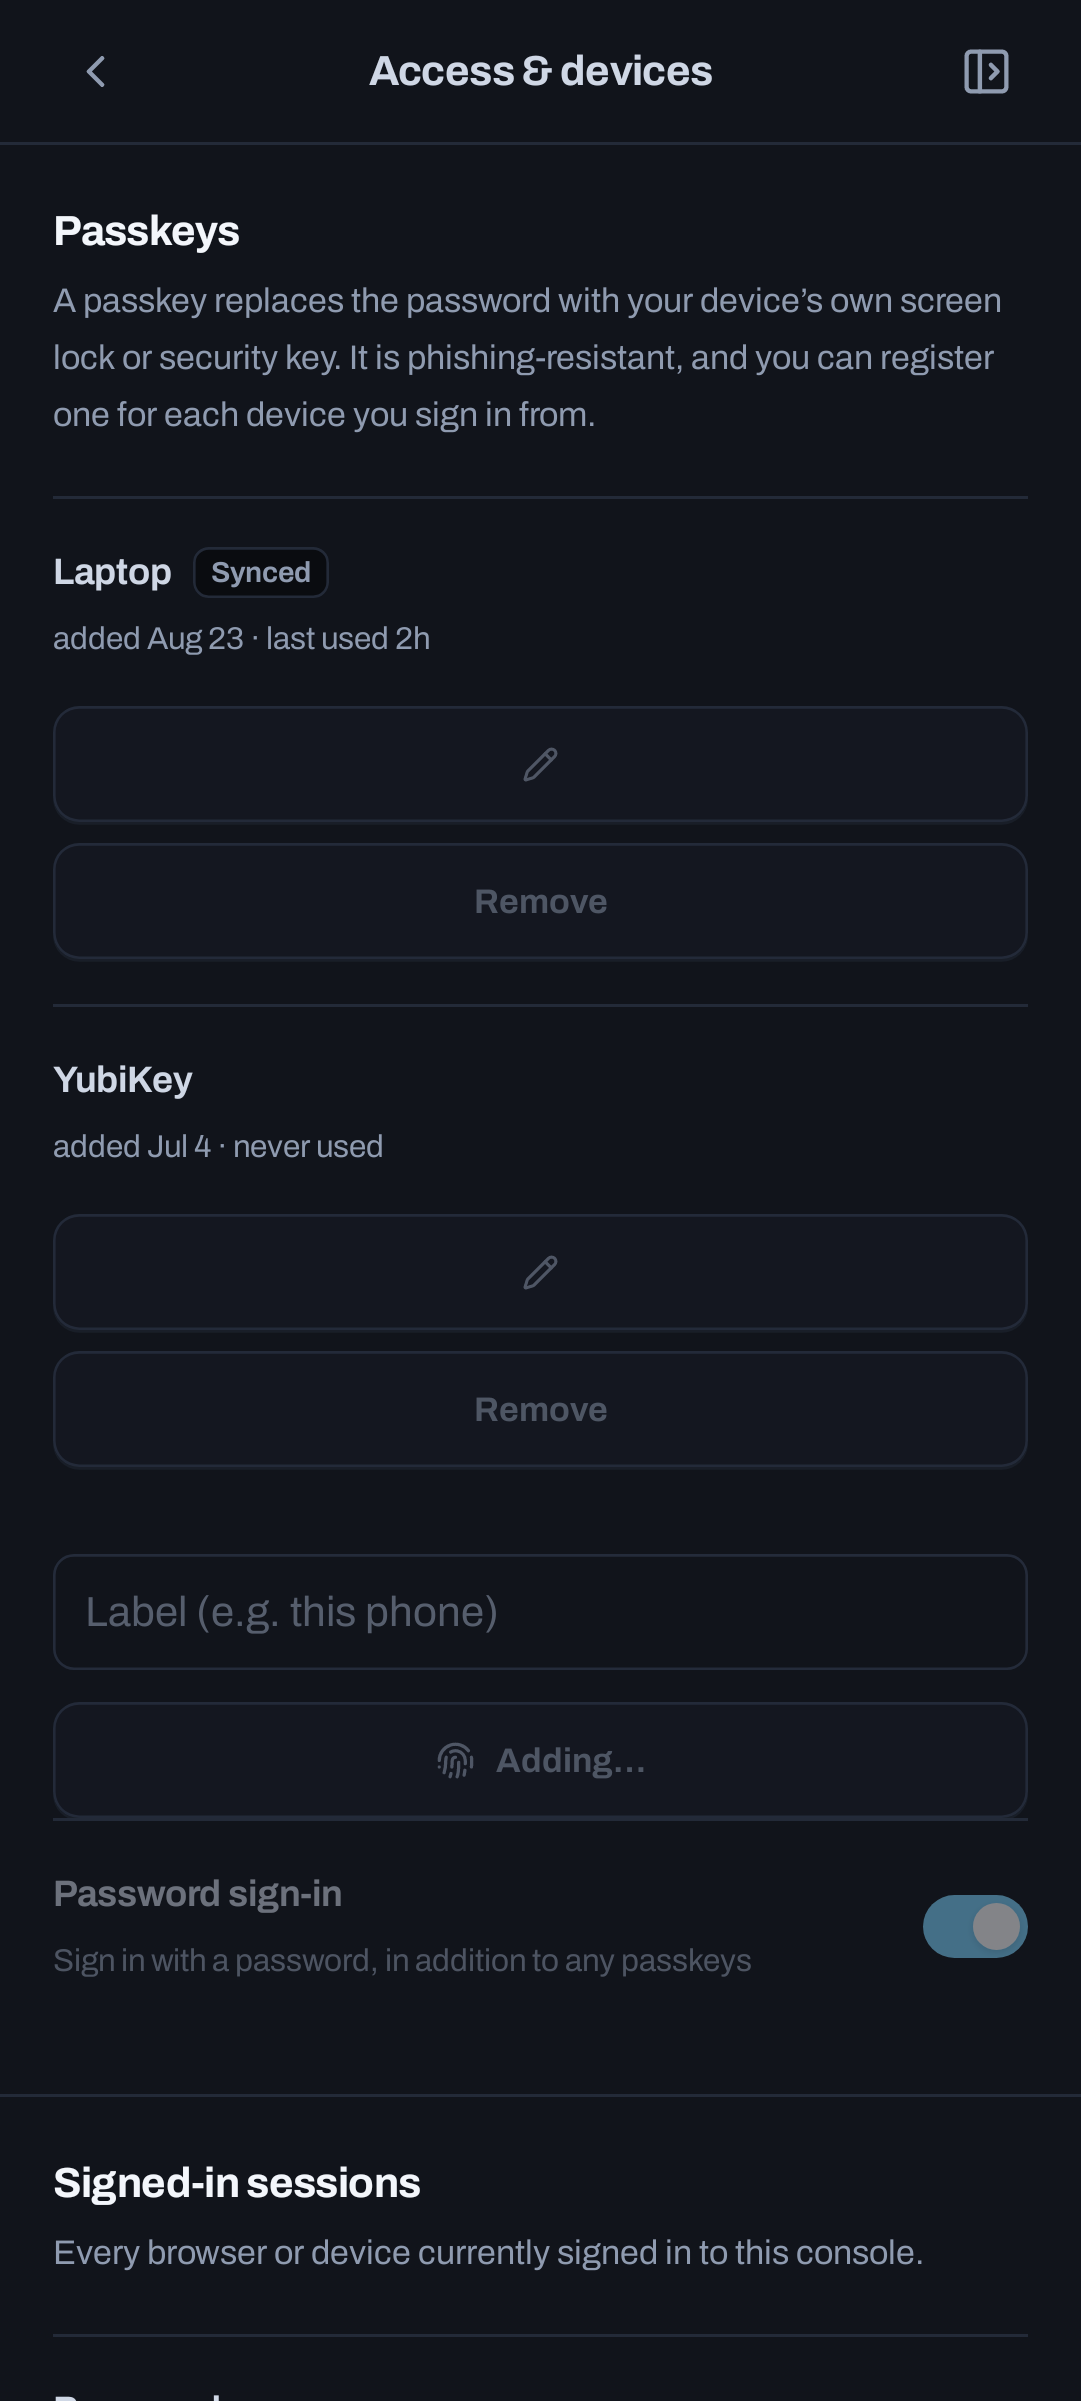 Access & devices
Passkeys
A passkey replaces the password with your device’s own screen
lock or security key. It is phishing-resistant, and you can register
one for each device you sign in from.
Laptop Synced
added Aug 23 · last used 2h
Remove
YubiKey
added Jul 4 · never used
Remove
Label (e.g. this phone)
Adding...
Password sign-in
Sign in with a password, in addition to any passkeys
Signed-in sessions
Every browser or device currently signed in to this console.